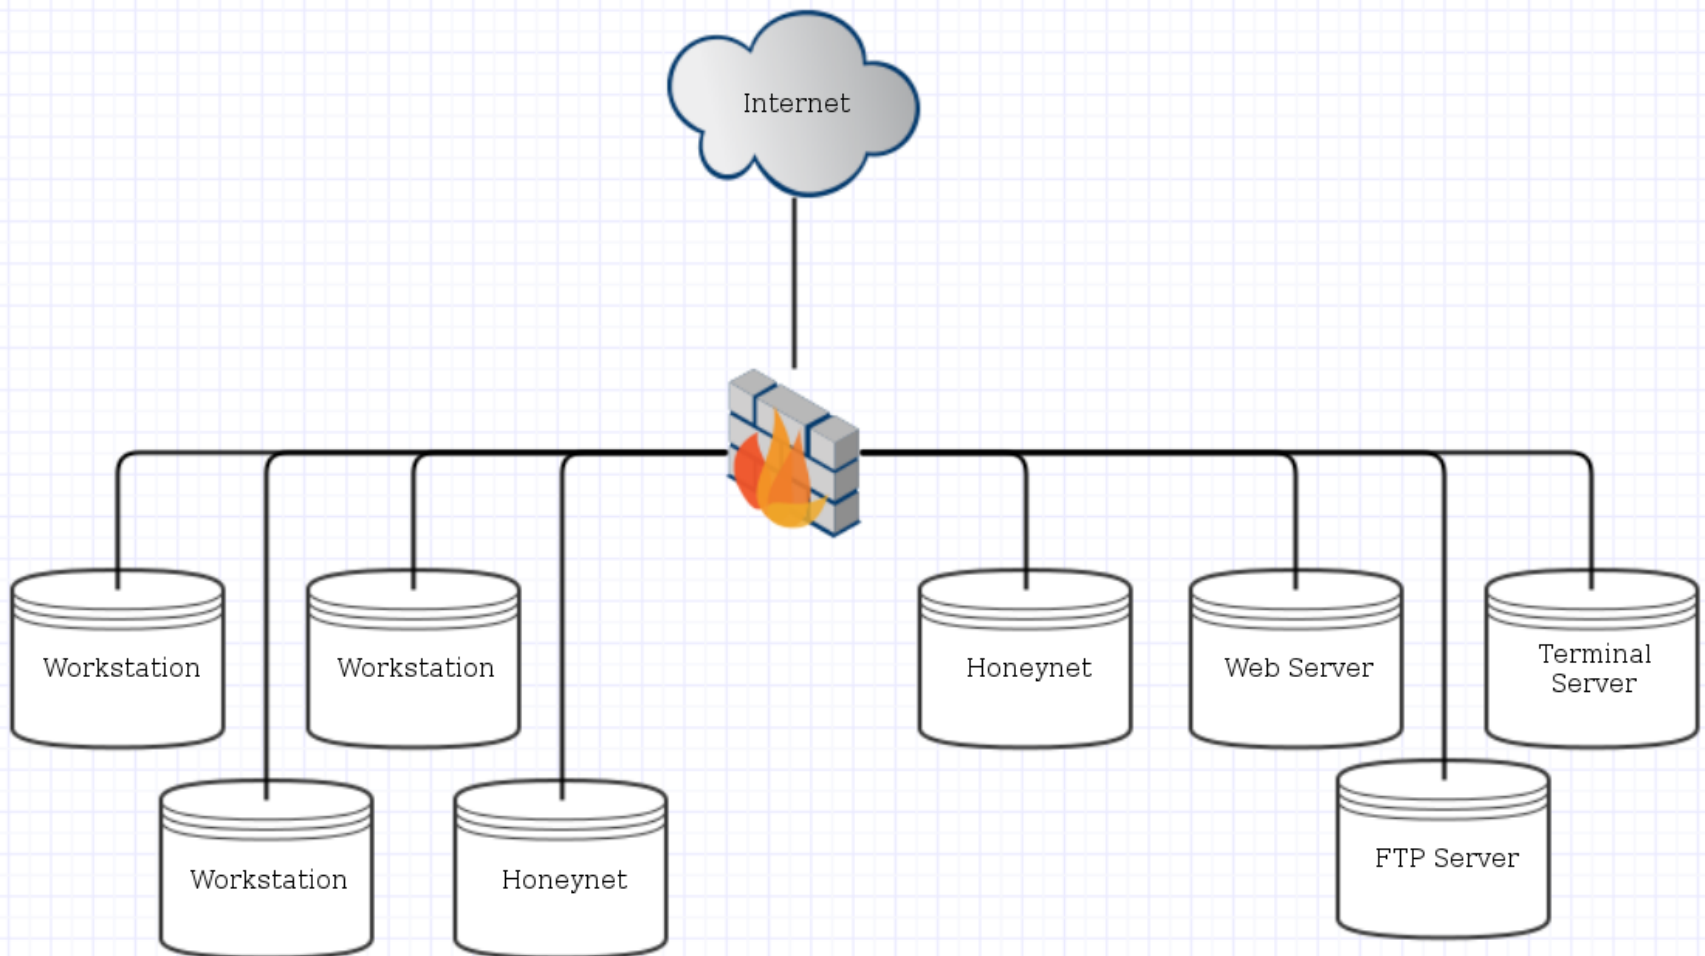 Internet
Workstation
Workstation
Honeynet
Web Server
Terminal
Server
Workstation
Honeynet
FTP Server